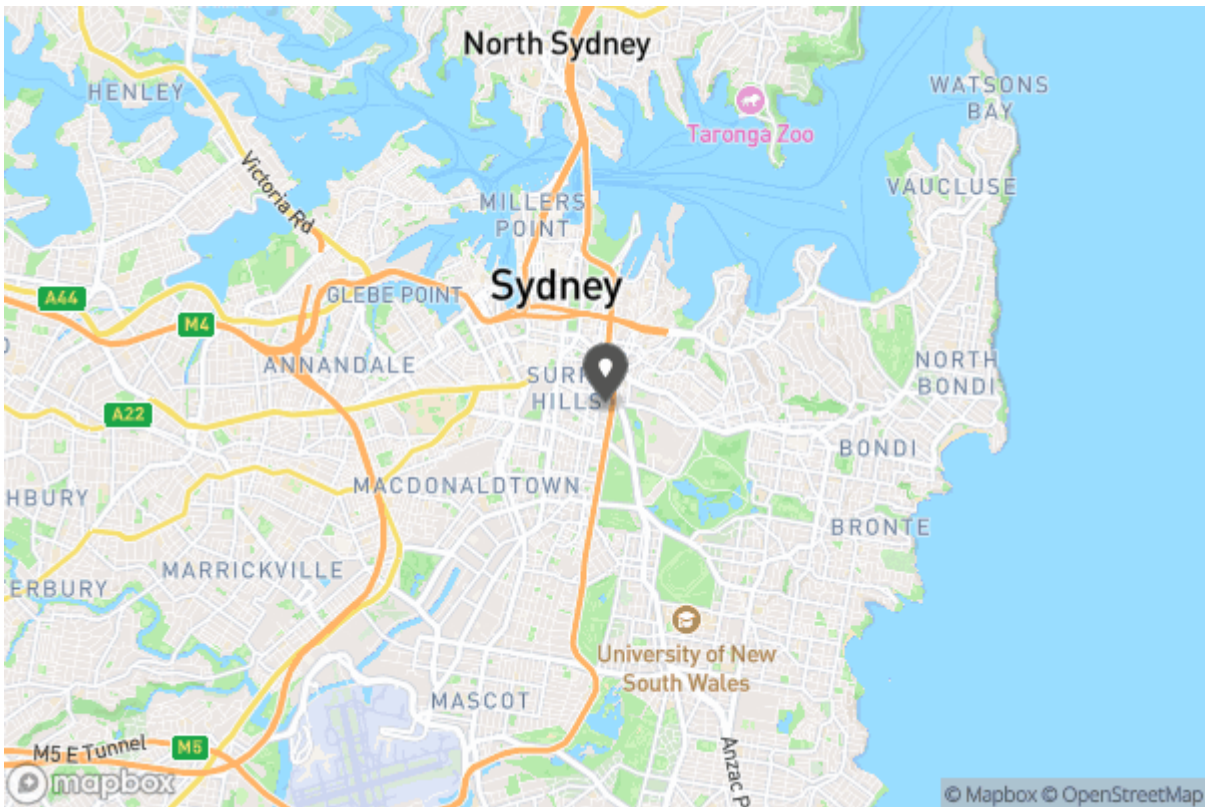 North Sydney
HENLEY
WATSONS
BAY
Taronga Zoo
Victoria Rd
VAUCLUSE
MILLERS
POINT
Sydney
A44
GLEBE POINT
M4
ANNANDALE
NORTH
BONDI
HILLS
A22
BONDI
MACDONALDTOWN
BRONTE
MARRICKVILLE
University of New
South Wales
MASCOT
M5 E Tunnel
M5
mapbox
© Mapbox © OpenStreetMap